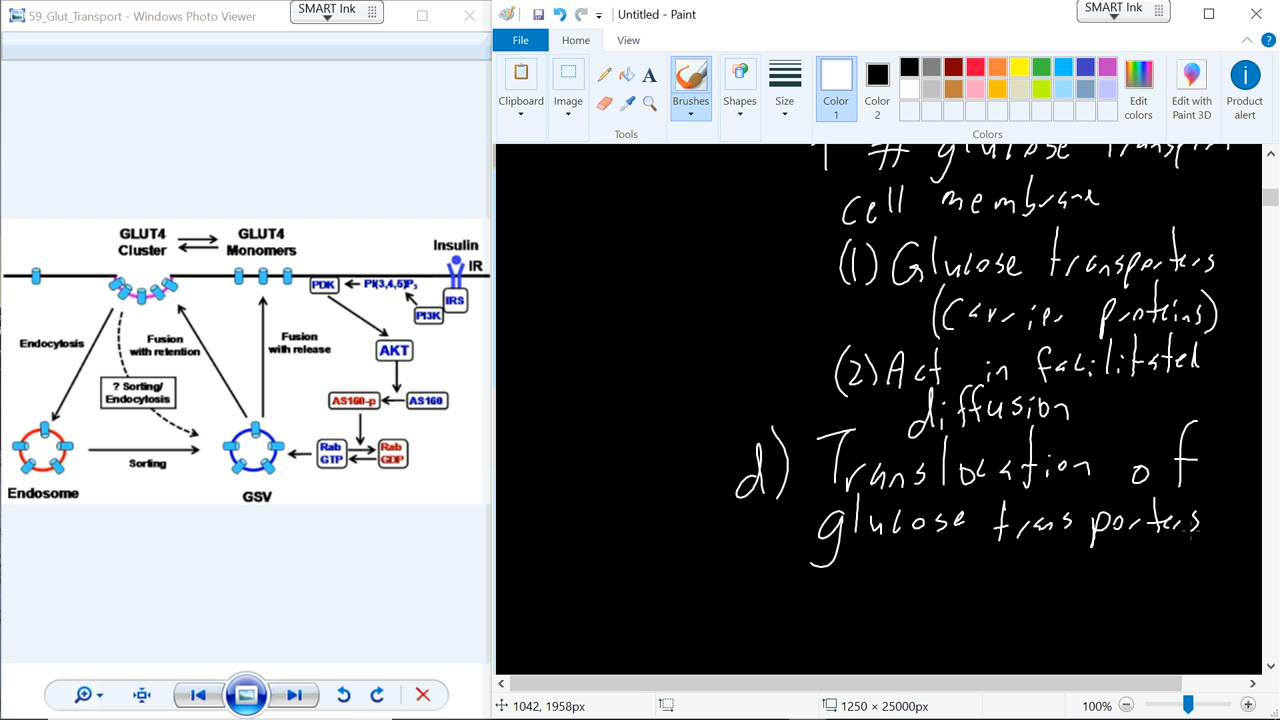 59_Glut_Transport - Windows Photo Viewer
SMART Ink
GLUT4
Cluster
GLUT4
Monomers
Insulin
IR
PDK
PI(3,4,5)P3
IRS
PI3K
Endocytosis
Fusion
with retention
Fusion
with release
AKT
? Sorting/
Endocytosis
AS160-p
AS160
Rab
GTP
Rab
GDP
Sorting
Endosome
GSV
Untitled - Paint
SMART Ink
File
Home
View
Clipboard
Image
Tools
Brushes
Shapes
Size
Color
1
Color
2
Edit
colors
Edit with
Paint 3D
Product
alert
Colors
↑ # glucose transport
cell membrane
(1) Glucose transporters
(carrier proteins)
(2) Act in facilitated
diffusion
d) Translocation of
glucose transporters
1042, 1958px
1250 × 25000px
100%